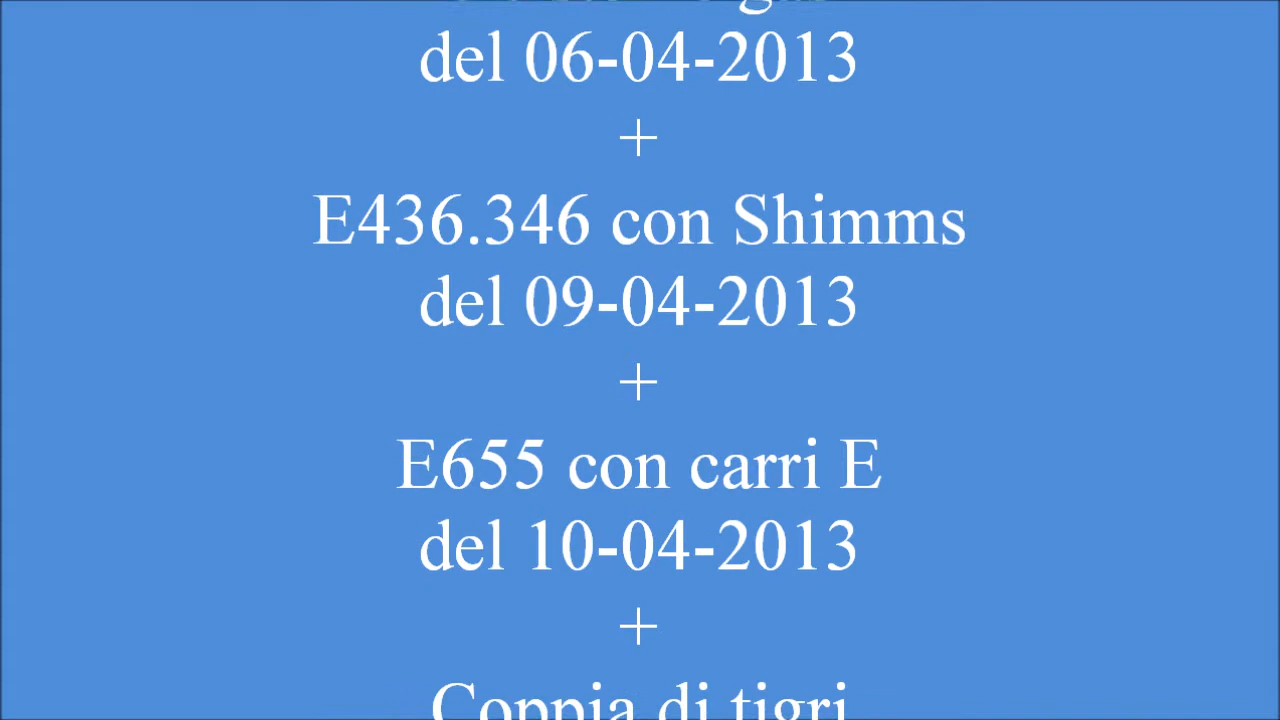 del 06-04-2013
+
E436.346 con Shimms
del 09-04-2013
+
E655 con carri E
del 10-04-2013
+
Coppia di tigri